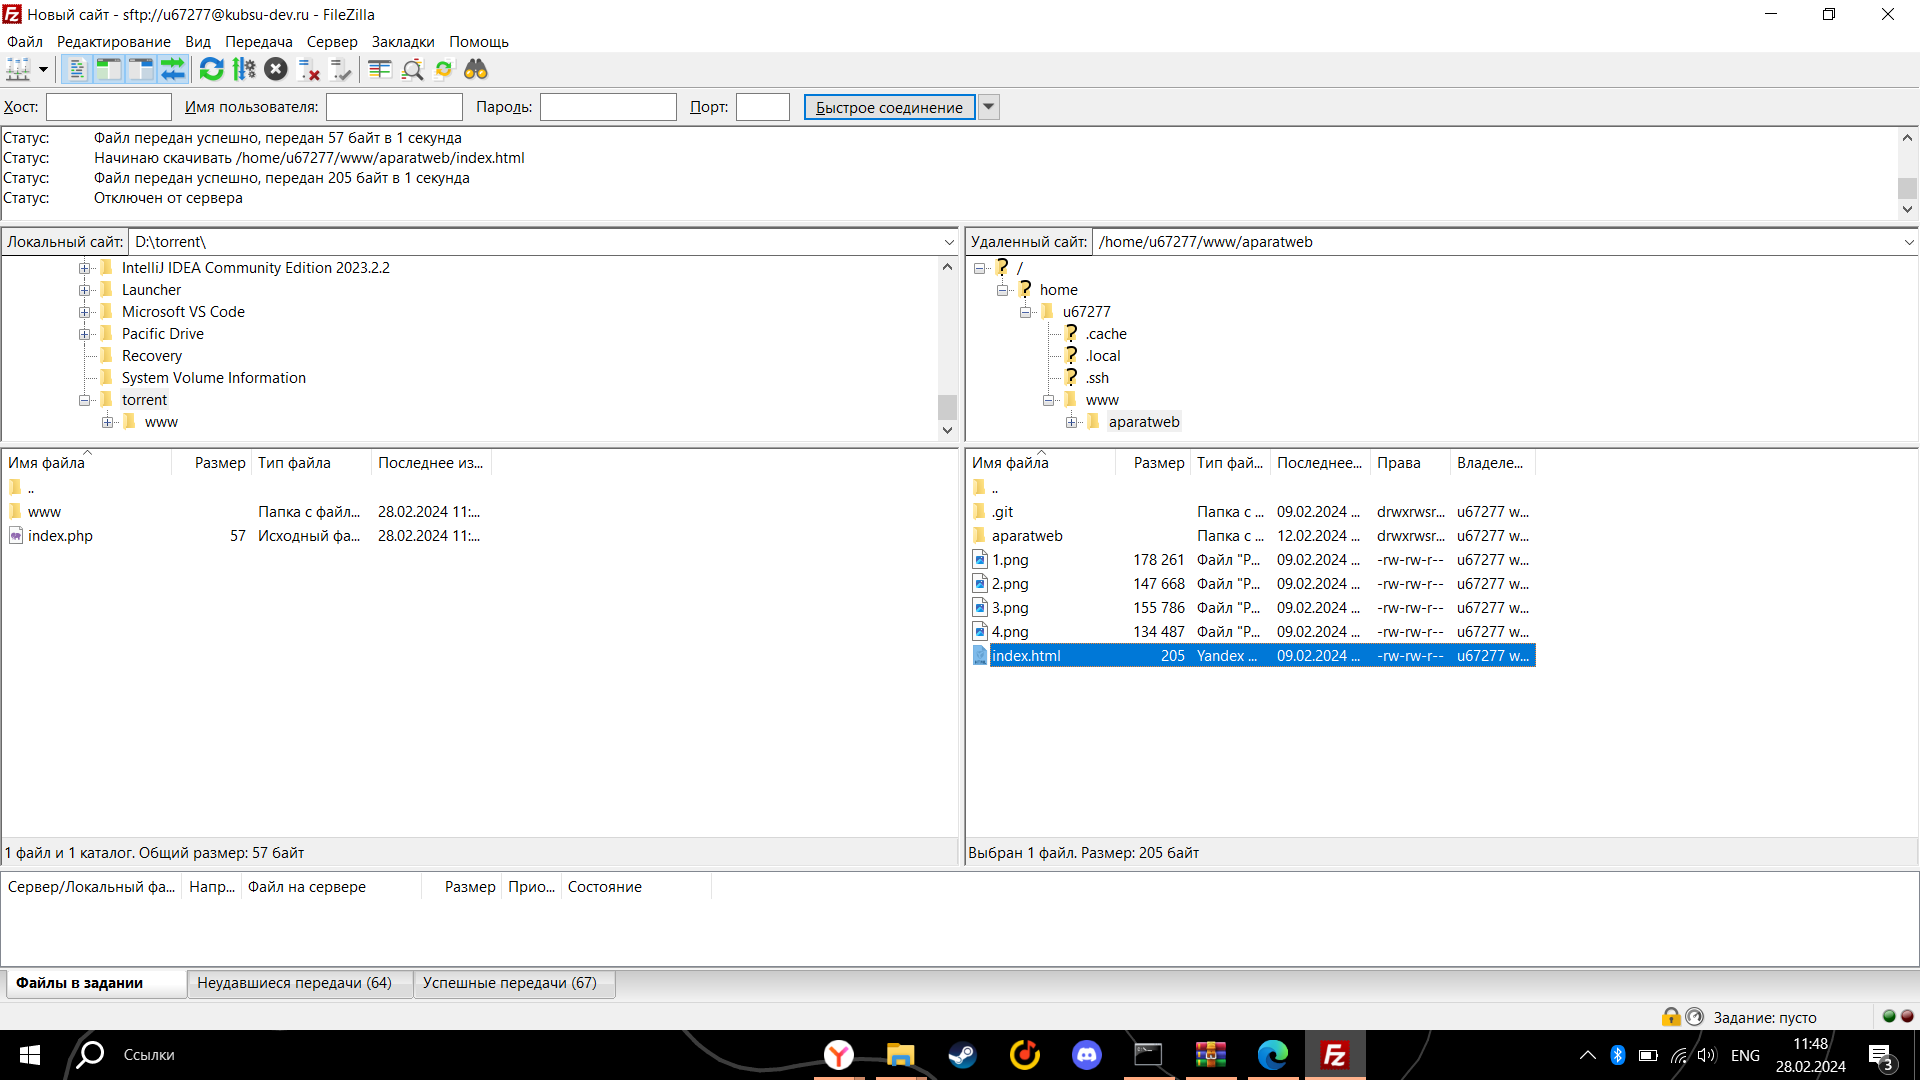 Новый сайт - sftp://u67277@kubsu-dev.ru - FileZilla
Файл Редактирование Вид Передача Сервер Закладки Помощь
Хост: Имя пользователя: Пароль: Порт: Быстрое соединение
Статус: Файл передан успешно, передан 57 байт в 1 секунда
Статус: Начинаю скачивать /home/u67277/www/aparatweb/index.html
Статус: Файл передан успешно, передан 205 байт в 1 секунда
Статус: Отключен от сервера
Локальный сайт: D:\torrent\
IntelliJ IDEA Community Edition 2023.2.2
Launcher
Microsoft VS Code
Pacific Drive
Recovery
System Volume Information
torrent
www
Удаленный сайт: /home/u67277/www/aparatweb
/
home
u67277
.cache
.local
.ssh
www
aparatweb
Имя файла Размер Тип файла Последнее из...
..
www Папка с файл... 28.02.2024 11:...
index.php 57 Исходный фа... 28.02.2024 11:...
1 файл и 1 каталог. Общий размер: 57 байт
Имя файла Размер Тип фай... Последнее... Права Владеле...
..
.git Папка с ... 09.02.2024 ... drwxrwsr... u67277 w...
aparatweb Папка с ... 12.02.2024 ... drwxrwsr... u67277 w...
1.png 178 261 Файл "P... 09.02.2024 ... -rw-rw-r-- u67277 w...
2.png 147 668 Файл "P... 09.02.2024 ... -rw-rw-r-- u67277 w...
3.png 155 786 Файл "P... 09.02.2024 ... -rw-rw-r-- u67277 w...
4.png 134 487 Файл "P... 09.02.2024 ... -rw-rw-r-- u67277 w...
index.html 205 Yandex ... 09.02.2024 ... -rw-rw-r-- u67277 w...
Выбран 1 файл. Размер: 205 байт
Сервер/Локальный фа... Напр... Файл на сервере Размер Прио... Состояние
Файлы в задании Неудавшиеся передачи (64) Успешные передачи (67)
Задание: пусто
Ссылки
ENG
11:48
28.02.2024
3